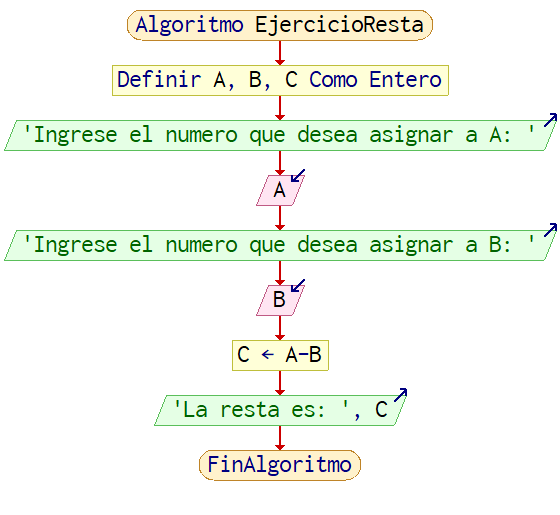 Algoritmo EjercicioResta
Definir A, B, C Como Entero
'Ingrese el numero que desea asignar a A: '
A
'Ingrese el numero que desea asignar a B: '
B
C ← A-B
'La resta es: ', C
FinAlgoritmo